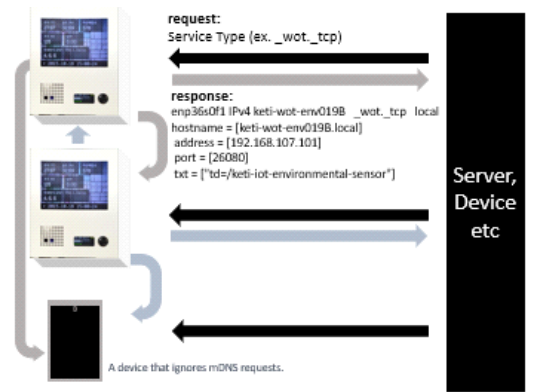 request:
Service Type (ex. _wot._tcp)
response:
enp36s0f1 IPv4 keti-wot-env019B _wot._tcp local
hostname = [keti-wot-env019B.local]
address = [192.168.107.101]
port = [26080]
txt = ["td=/keti-iot-environmental-sensor"]
Server,
Device
etc
A device that ignores mDNS requests.